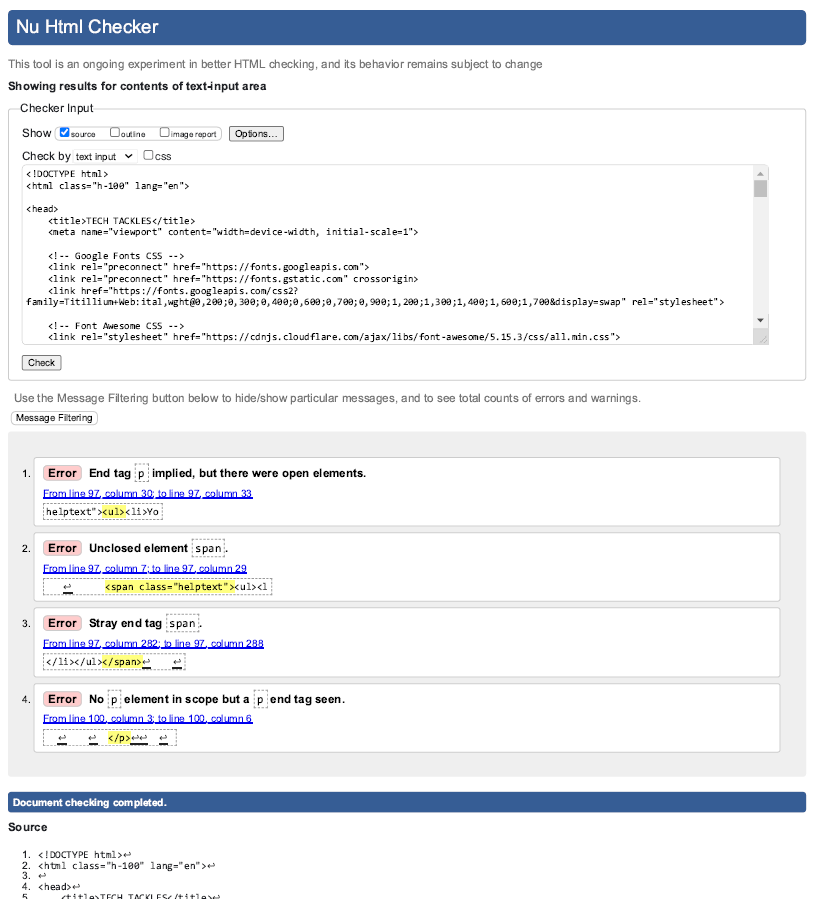 Nu Html Checker
This tool is an ongoing experiment in better HTML checking, and its behavior remains subject to change
Showing results for contents of text-input area
Checker Input
Show source outline image report Options...
Check by text input css
<!DOCTYPE html>
<html class="h-100" lang="en">
<head>
<title>TECH TACKLES</title>
<meta name="viewport" content="width=device-width, initial-scale=1">
<!-- Google Fonts CSS -->
<link rel="preconnect" href="https://fonts.googleapis.com">
<link rel="preconnect" href="https://fonts.gstatic.com" crossorigin>
<link href="https://fonts.googleapis.com/css2?
family=Titillium+Web:ital,wght@0,200;0,300;0,400;0,600;0,700;0,900;1,200;1,300;1,400;1,600;1,700&display=swap" rel="stylesheet">
<!-- Font Awesome CSS -->
<link rel="stylesheet" href="https://cdnjs.cloudflare.com/ajax/libs/font-awesome/5.15.3/css/all.min.css">
Check
Use the Message Filtering button below to hide/show particular messages, and to see total counts of errors and warnings.
Message Filtering
1. Error End tag p implied, but there were open elements.
From line 97, column 30; to line 97, column 33
helptext"><ul><li>Yo
2. Error Unclosed element span.
From line 97, column 7; to line 97, column 29
↩ <span class="helptext"><ul><l
3. Error Stray end tag span.
From line 97, column 282; to line 97, column 288
</li></ul></span>↩ ↩
4. Error No p element in scope but a p end tag seen.
From line 100, column 3; to line 100, column 6
↩ ↩ </p>↩↩ ↩
Document checking completed.
Source
1. <!DOCTYPE html>↩
2. <html class="h-100" lang="en">↩
3. ↩
4. <head>↩
5. <title>TECH TACKLES</title>↩